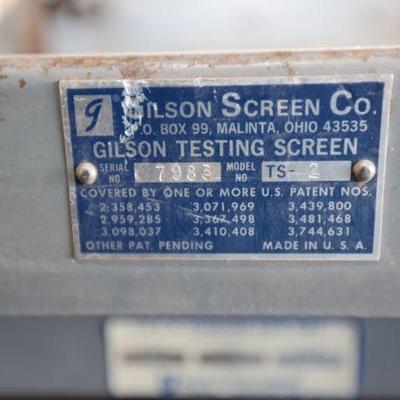 g ® GILSON SCREEN CO.
P.O. BOX 99, MALINTA, OHIO 43535
GILSON TESTING SCREEN
SERIAL NO. 7983 MODEL NO TS-2
COVERED BY ONE OR MORE U.S. PATENT NOS.
2,358,453 3,071,969 3,439,800
2,959,285 3,367,498 3,481,468
3,098,037 3,410,408 3,744,631
OTHER PAT. PENDING MADE IN U.S.A.